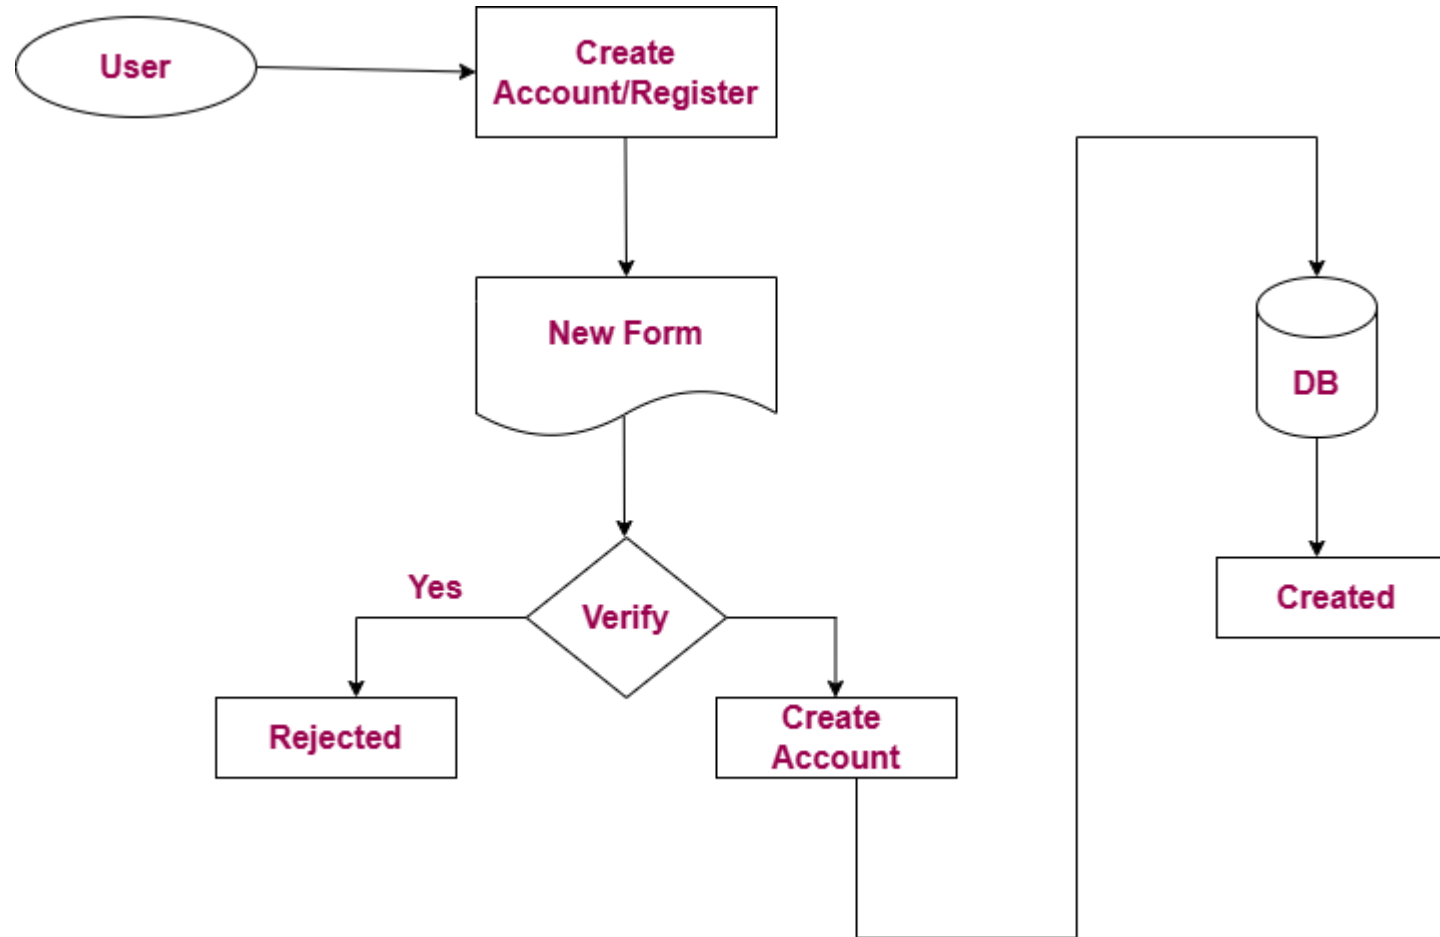 User
Create
Account/Register
New Form
DB
Yes
Verify
Created
Rejected
Create
Account